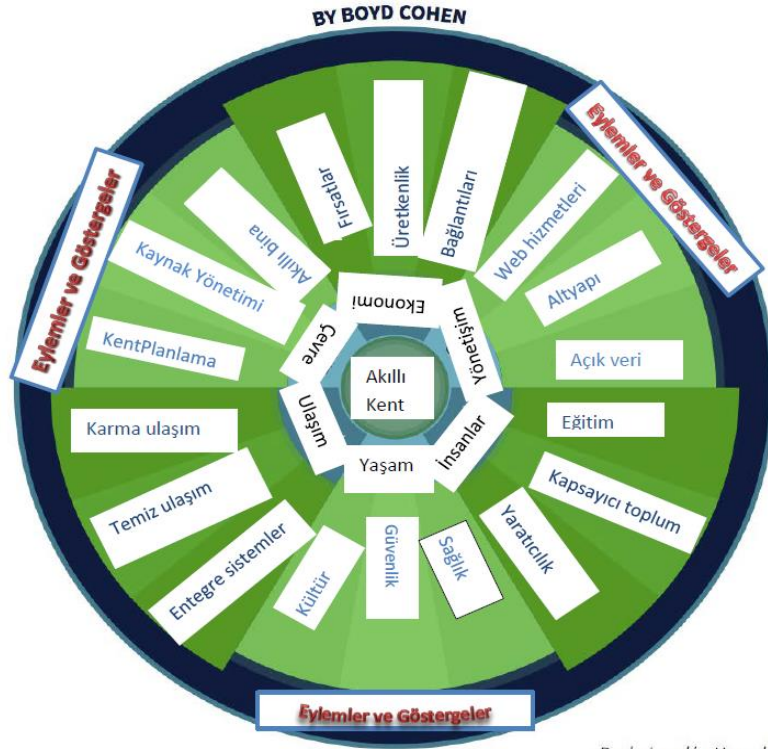 BY BOYD COHEN
Eylemler ve Göstergeler
Eylemler ve Göstergeler
Fırsatlar
Üretkenlik
Bağlantıları
Akıllı bina
Kaynak Yönetimi
KentPlanlama
Web hizmetleri
Altyapı
Açık veri
Ekonomi
Çevre
Yönetişim
Akıllı
Kent
Ulaşım
Yaşam
İnsanlar
Karma ulaşım
Temiz ulaşım
Entegre sistemler
Eğitim
Kapsayıcı toplum
Yaratıcılık
Kültür
Güvenlik
Sağlık
Eylemler ve Göstergeler